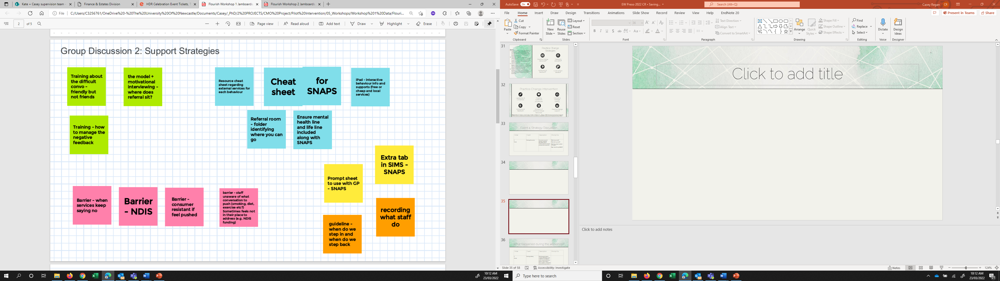 Kate + Casey supervision team
Finance & Estates Division
HDR Celebration Event Tickets, T
Flourish Workshop 1 Jamboards.
Flourish Workshop 2 Jamboards.
File
C:/Users/C3256761/OneDrive%20-%20The%20University%20Of%20Newcastle/Documents/Casey/_PhD/2%20PROJECTS/CMO%20Project/Pilot%20Intervention/05_Workshops/Workshop%201%20Data/Flouri...
2 of 5
Page view
Read aloud
Add text
Draw
Highlight
Erase
Group Discussion 2: Support Strategies
Training about
the difficult
convo -
friendly but
not friends
the model +
motivational
interviewing -
where does
referral sit?
Resource cheat
sheet regarding
external services for
each behaviour
Cheat
sheet
for
SNAPS
iPad - interactive
behaviour info and
supports (free or
cheap and local
services)
Training - how
to manage the
negative
feedback
Referral room
- folder
identifying
where you can
go
Ensure mental
health line
and life line
included
along with
SNAPS
Extra tab
in SIMS -
SNAPS
Prompt sheet
to use with GP
- SNAPS
Barrier - when
services keep
saying no
Barrier
- NDIS
Barrier -
consumer
resistant if
feel pushed
barrier - staff
unaware of what
conversation to
push (smoking, diet,
exercise etc?)
Sometimes feels not
in their place to
address (e.g. NDIS
funding)
recording
what staff
do
guideline -
when do we
step in and
when do we
step back
10:12 AM
23/03/2022
AutoSave On
EW Preso 2022 CR • Saving...
Search (Alt+Q)
Casey Regan CR
File Home Insert Draw Design Transitions Animations Slide Show Record Review View Help EndNote 20
Present in Teams
Share
Paste
Cut
Copy
Format Painter
Clipboard
New
Slide
Reuse
Slides
Layout
Reset
Section
Slides
36
Font
Text Direction
Align Text
Convert to SmartArt
Paragraph
Arrange
Quick
Styles
Shape Fill
Shape Outline
Shape Effects
Drawing
Find
Replace
Select
Editing
Dictate
Voice
Design
Ideas
Designer
31
Practice Change
Strategies
32
Practice Change Intervention
33
Event 4: Strategy Discussion
34
35
36
What happened during the workshop?
Click to add title
Click to add notes
Slide 35 of 58
Accessibility: Investigate
Notes
124%
Type here to search
10:12 AM
23/03/2022
21